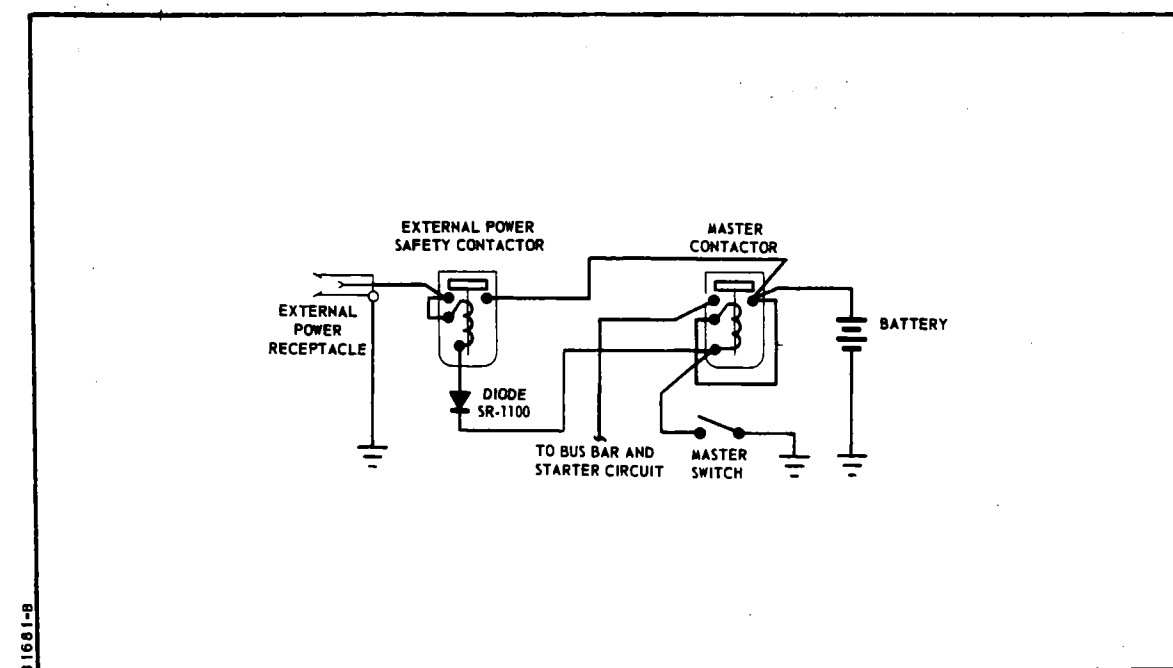 EXTERNAL POWER
SAFETY CONTACTOR
MASTER
CONTACTOR
EXTERNAL
POWER
RECEPTACLE
BATTERY
DIODE
SR-1100
TO BUS BAR AND
STARTER CIRCUIT
MASTER
SWITCH
31681-B